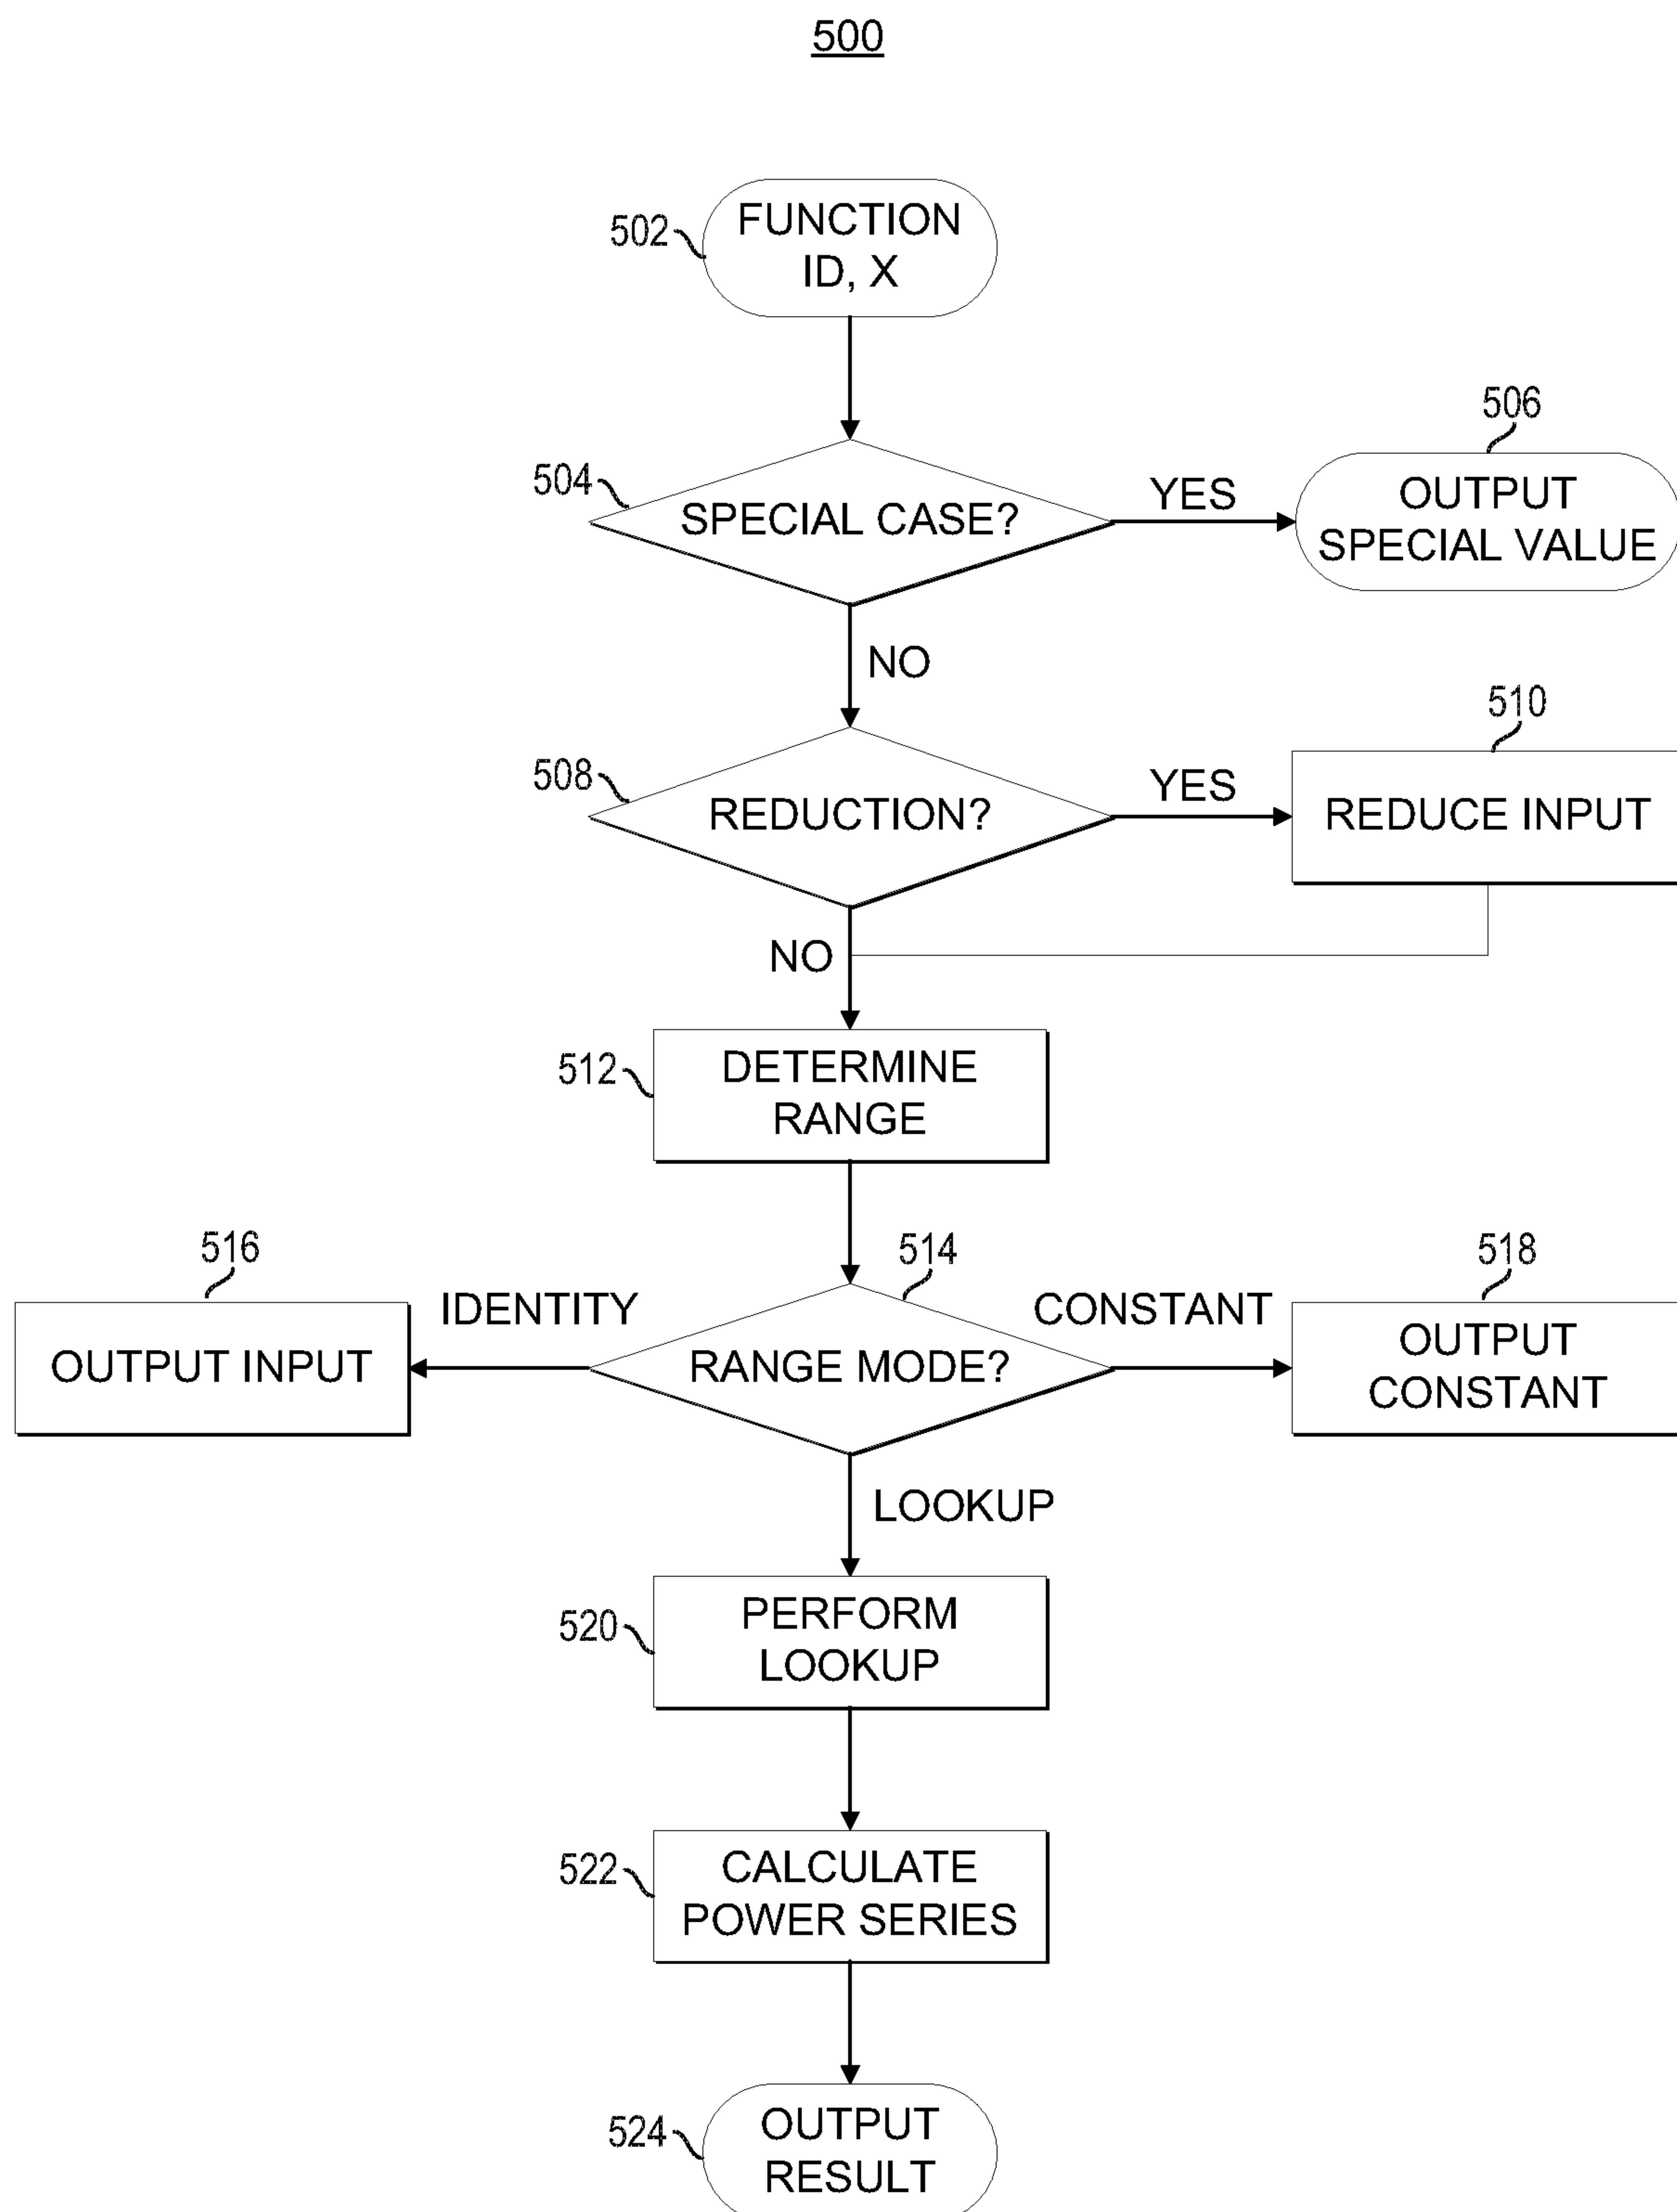 500
502
FUNCTION
ID, X
504
SPECIAL CASE?
YES
506
OUTPUT
SPECIAL VALUE
NO
508
REDUCTION?
YES
510
REDUCE INPUT
NO
512
DETERMINE
RANGE
514
RANGE MODE?
IDENTITY
516
OUTPUT INPUT
CONSTANT
518
OUTPUT
CONSTANT
LOOKUP
520
PERFORM
LOOKUP
522
CALCULATE
POWER SERIES
524
OUTPUT
RESULT